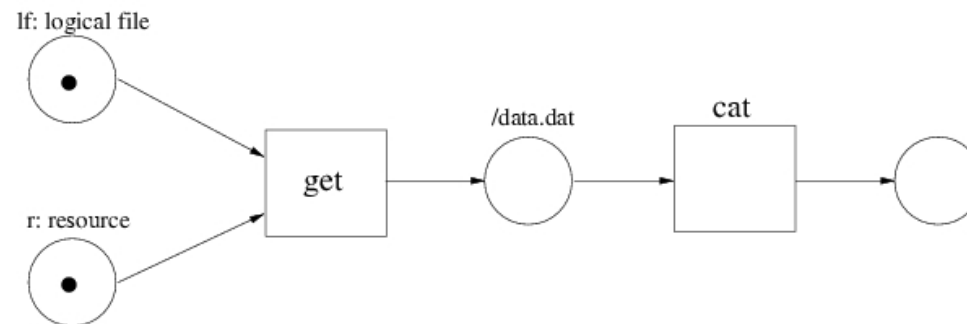 lf: logical file
get
/data.dat
cat
r: resource